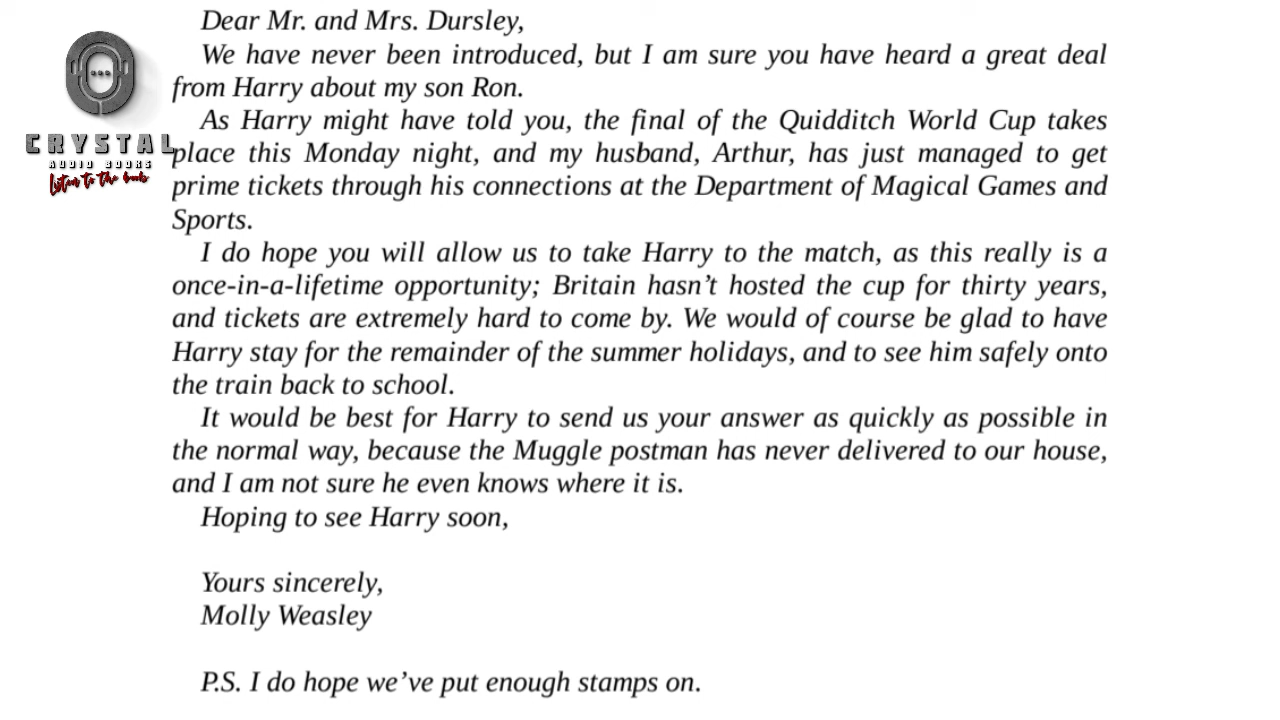 Dear Mr. and Mrs. Dursley,
We have never been introduced, but I am sure you have heard a great deal
from Harry about my son Ron.
As Harry might have told you, the final of the Quidditch World Cup takes
place this Monday night, and my husband, Arthur, has just managed to get
prime tickets through his connections at the Department of Magical Games and
Sports.
I do hope you will allow us to take Harry to the match, as this really is a
once-in-a-lifetime opportunity; Britain hasn’t hosted the cup for thirty years,
and tickets are extremely hard to come by. We would of course be glad to have
Harry stay for the remainder of the summer holidays, and to see him safely onto
the train back to school.
It would be best for Harry to send us your answer as quickly as possible in
the normal way, because the Muggle postman has never delivered to our house,
and I am not sure he even knows where it is.
Hoping to see Harry soon,
Yours sincerely,
Molly Weasley
P.S. I do hope we’ve put enough stamps on.
CRYSTAL
AUDIO BOOKS
Listen to the book